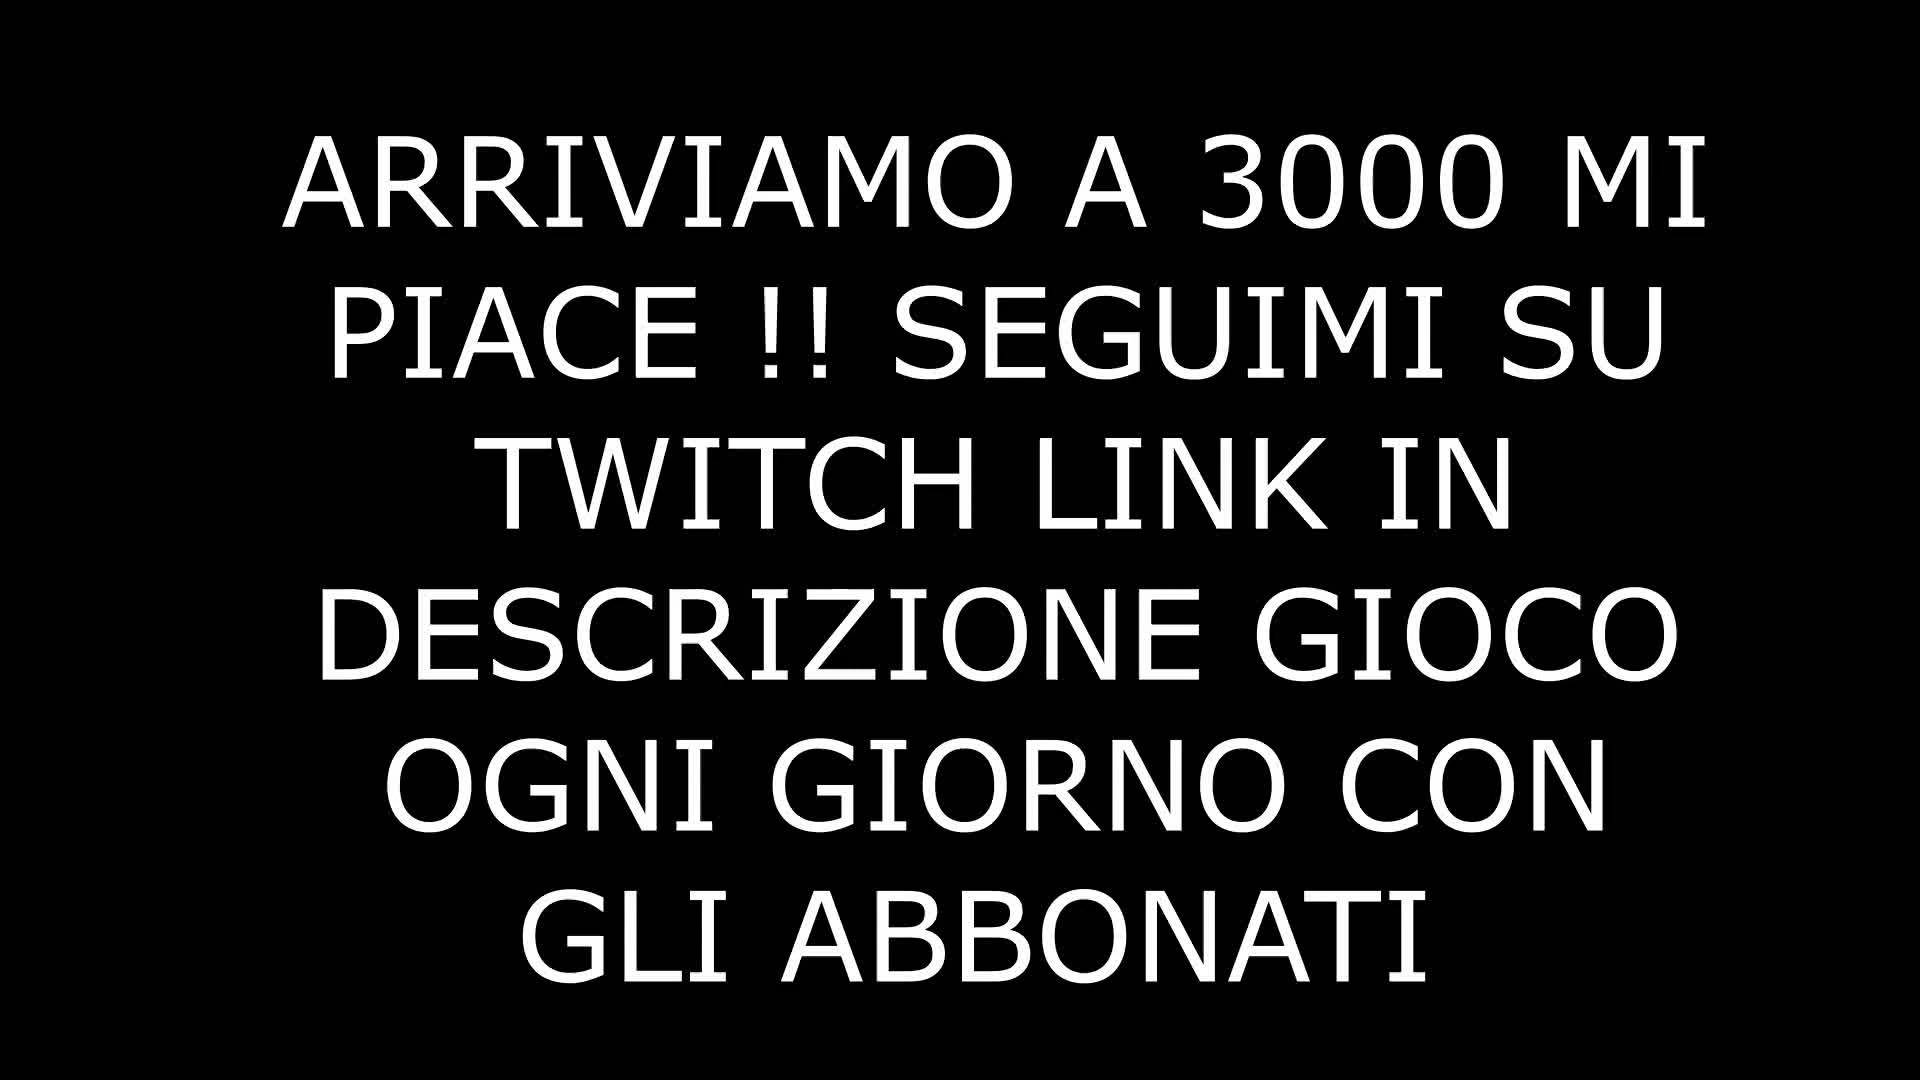 ARRIVIAMO A 3000 MI
PIACE !! SEGUIMI SU
TWITCH LINK IN
DESCRIZIONE GIOCO
OGNI GIORNO CON
GLI ABBONATI